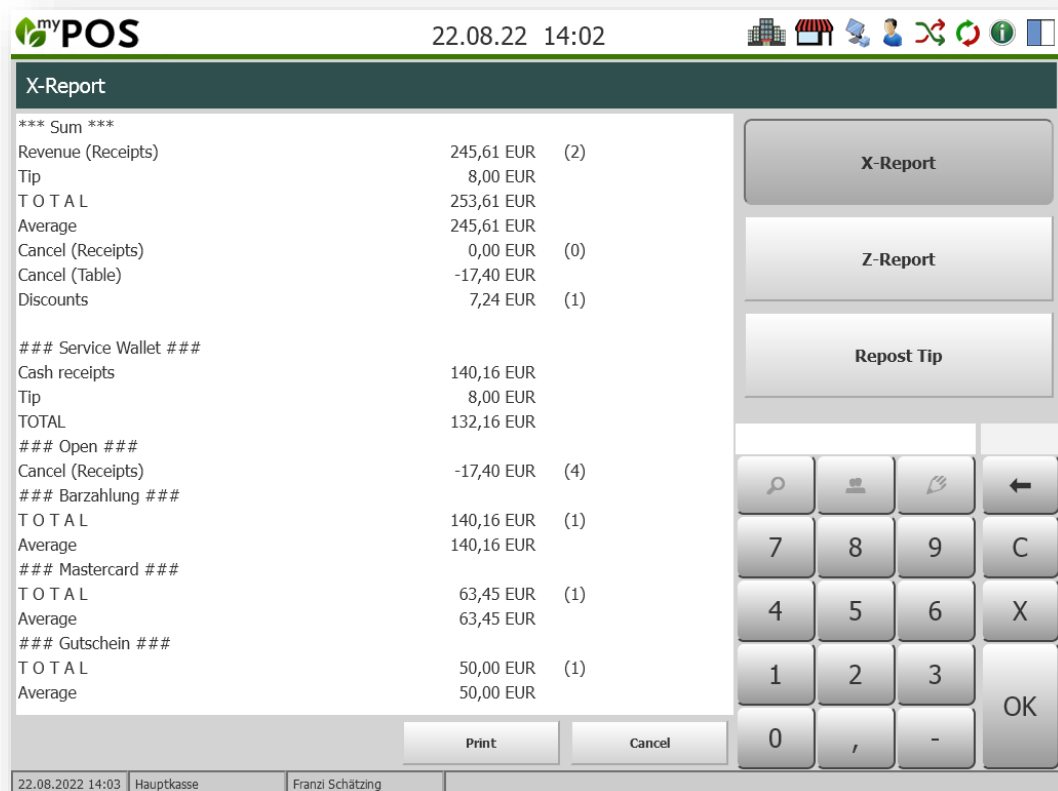 myPOS
22.08.22 14:02
X-Report
*** Sum ***
Revenue (Receipts) 245,61 EUR (2)
Tip 8,00 EUR
T O T A L 253,61 EUR
Average 245,61 EUR
Cancel (Receipts) 0,00 EUR (0)
Cancel (Table) -17,40 EUR
Discounts 7,24 EUR (1)
### Service Wallet ###
Cash receipts 140,16 EUR
Tip 8,00 EUR
TOTAL 132,16 EUR
### Open ###
Cancel (Receipts) -17,40 EUR (4)
### Barzahlung ###
T O T A L 140,16 EUR (1)
Average 140,16 EUR
### Mastercard ###
T O T A L 63,45 EUR (1)
Average 63,45 EUR
### Gutschein ###
T O T A L 50,00 EUR (1)
Average 50,00 EUR
Print Cancel
X-Report
Z-Report
Repost Tip
7 8 9 C
4 5 6 X
1 2 3
OK
0 , -
22.08.2022 14:03 Hauptkasse Franzi Schätzing